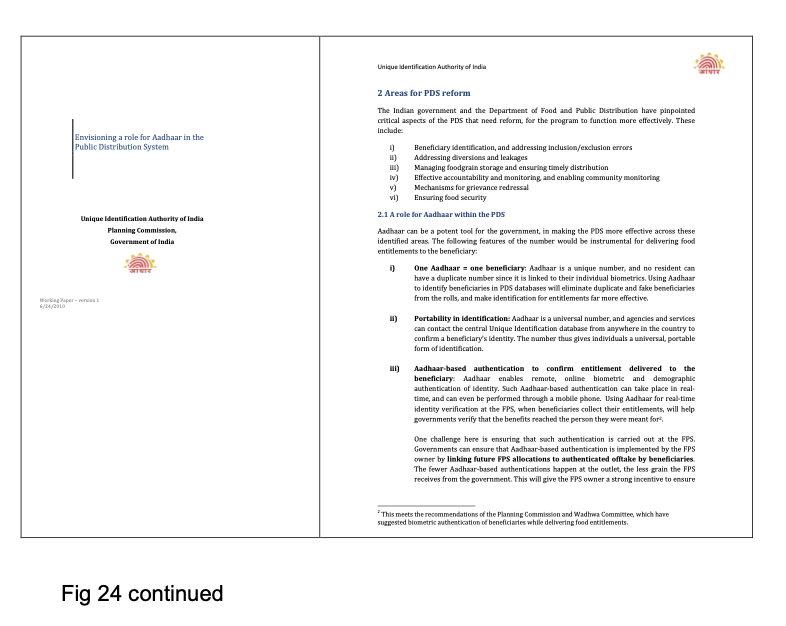 Envisioning a role for Aadhaar in the
Public Distribution System
Unique Identification Authority of India
Planning Commission,
Government of India
आधार
Working Paper – version 1
6/24/2010
Unique Identification Authority of India
आधार
2 Areas for PDS reform
The Indian government and the Department of Food and Public Distribution have pinpointed
critical aspects of the PDS that need reform, for the program to function more effectively. These
include:
i) Beneficiary identification, and addressing inclusion/exclusion errors
ii) Addressing diversions and leakages
iii) Managing foodgrain storage and ensuring timely distribution
iv) Effective accountability and monitoring, and enabling community monitoring
v) Mechanisms for grievance redressal
vi) Ensuring food security
2.1 A role for Aadhaar within the PDS
Aadhaar can be a potent tool for the government, in making the PDS more effective across these
identified areas. The following features of the number would be instrumental for delivering food
entitlements to the beneficiary:
i) One Aadhaar = one beneficiary: Aadhaar is a unique number, and no resident can
have a duplicate number since it is linked to their individual biometrics. Using Aadhaar
to identify beneficiaries in PDS databases will eliminate duplicate and fake beneficiaries
from the rolls, and make identification for entitlements far more effective.
ii) Portability in identification: Aadhaar is a universal number, and agencies and services
can contact the central Unique Identification database from anywhere in the country to
confirm a beneficiary's identity. The number thus gives individuals a universal, portable
form of identification.
iii) Aadhaar-based authentication to confirm entitlement delivered to the
beneficiary: Aadhaar enables remote, online biometric and demographic
authentication of identity. Such Aadhaar-based authentication can take place in real-
time, and can even be performed through a mobile phone. Using Aadhaar for real-time
identity verification at the FPS, when beneficiaries collect their entitlements, will help
governments verify that the benefits reached the person they were meant for².
One challenge here is ensuring that such authentication is carried out at the FPS.
Governments can ensure that Aadhaar-based authentication is implemented by the FPS
owner by linking future FPS allocations to authenticated offtake by beneficiaries.
The fewer Aadhaar-based authentications happen at the outlet, the less grain the FPS
receives from the government. This will give the FPS owner a strong incentive to ensure
² This meets the recommendations of the Planning Commission and Wadhwa Committee, which have
suggested biometric authentication of beneficiaries while delivering food entitlements.
Fig 24 continued